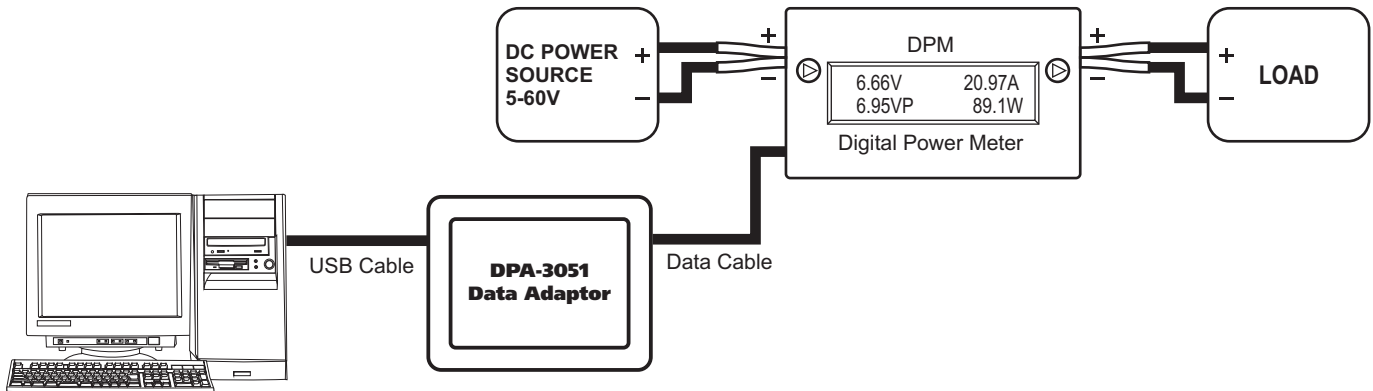 DC POWER
SOURCE
5-60V
+
−
+
−
DPM
6.66V 20.97A
6.95VP 89.1W
Digital Power Meter
+
−
+
−
LOAD
USB Cable
DPA-3051
Data Adaptor
Data Cable